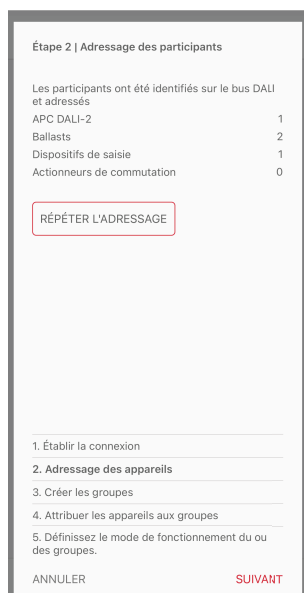 Étape 2 | Adressage des participants
Les participants ont été identifiés sur le bus DALI
et adressés
APC DALI-2 1
Ballasts 2
Dispositifs de saisie 1
Actionneurs de commutation 0
RÉPÉTER L'ADRESSAGE
1. Établir la connexion
2. Adressage des appareils
3. Créer les groupes
4. Attribuer les appareils aux groupes
5. Définissez le mode de fonctionnement du ou
des groupes.
ANNULER SUIVANT